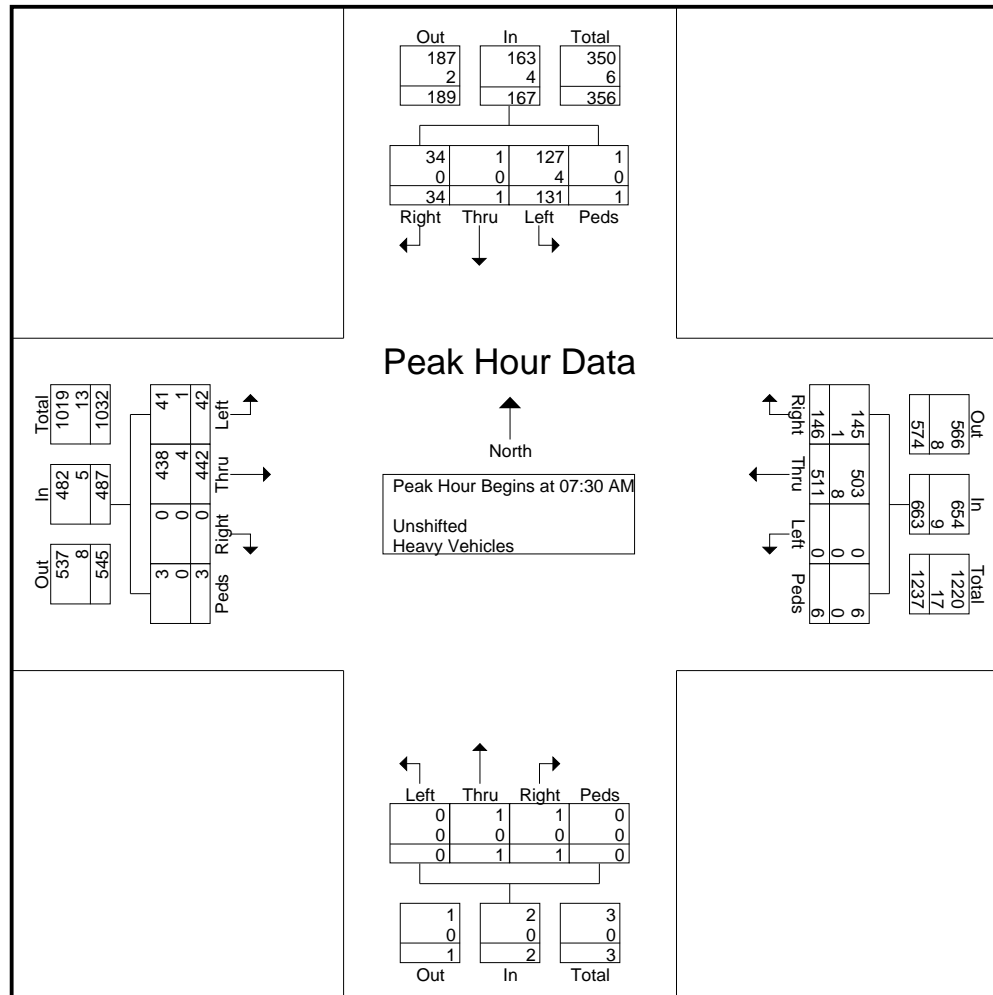 Out In Total
187 163 350
2 4 6
189 167 356
34 1 127 1
0 0 4 0
34 1 131 1
Right Thru Left Peds
Peak Hour Data
North
Peak Hour Begins at 07:30 AM
Unshifted
Heavy Vehicles
Total
1019
13
1032
In
482
5
487
Out
537
8
545
41
1
42
Left
438
4
442
Thru
0
0
0
Right
3
0
3
Peds
Right
146
1
145
Thru
511
8
503
Left
0
0
0
Peds
6
0
6
Out
566
8
574
In
654
9
663
Total
1220
17
1237
Left Thru Right Peds
0 1 1 0
0 0 0 0
0 1 1 0
1 2 3
0 0 0
1 2 3
Out In Total